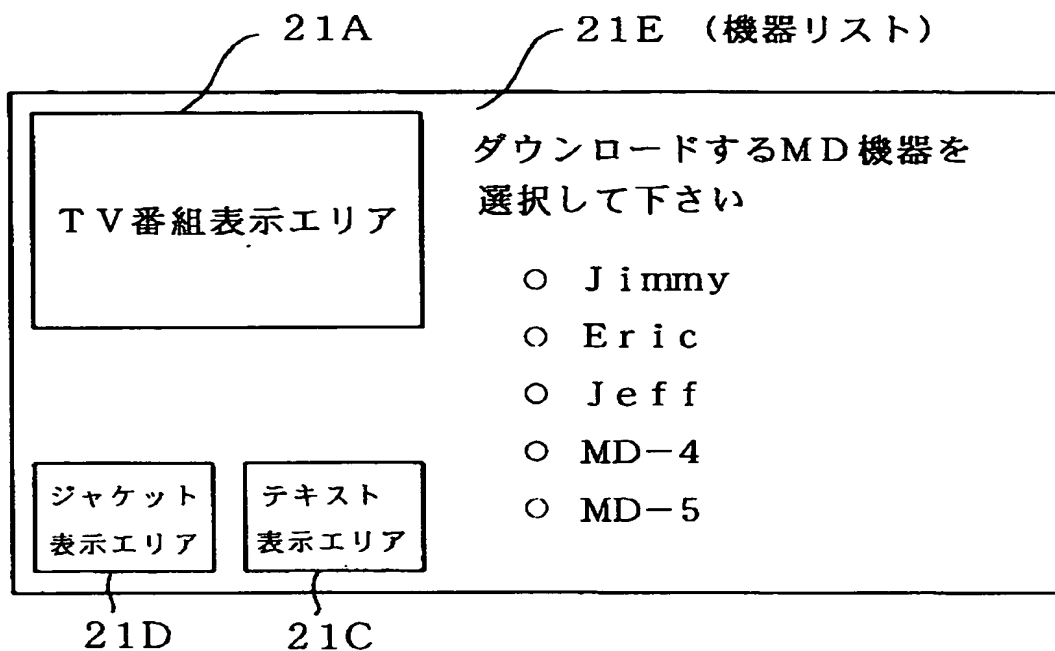 21A
21E (機器リスト)
TV番組表示エリア
ダウンロードするMD機器を
選択して下さい
○ Jimmy
○ Eric
○ Jeff
○ MD-4
○ MD-5
ジャケット
表示エリア
テキスト
表示エリア
21D
21C